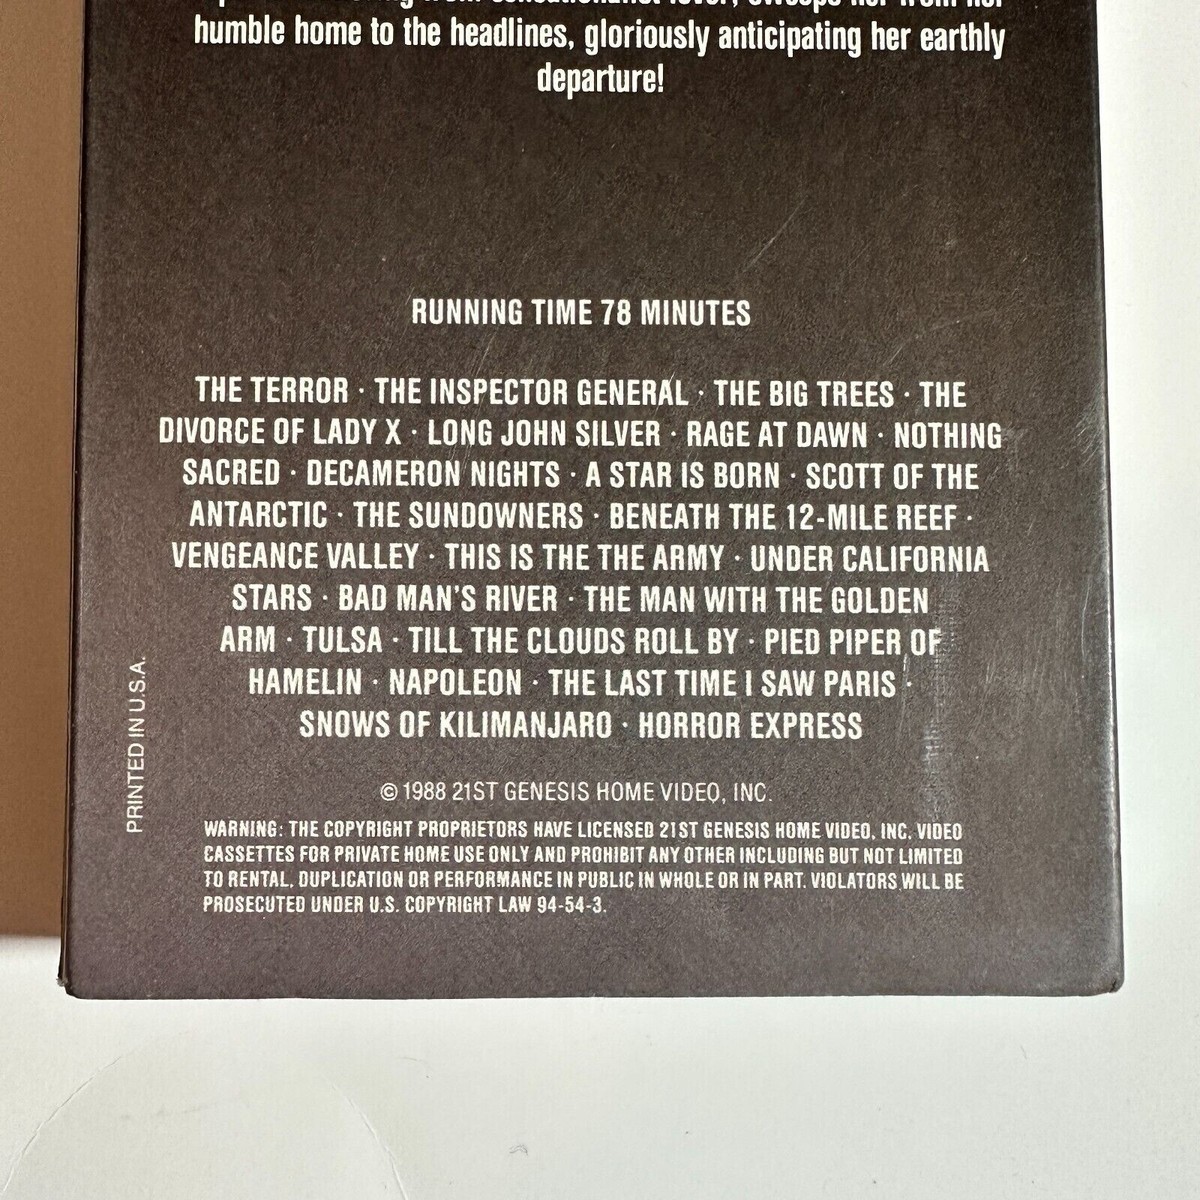 from sensationalist fever, sweeps her from her
humble home to the headlines, gloriously anticipating her earthly
departure!
RUNNING TIME 78 MINUTES
THE TERROR · THE INSPECTOR GENERAL · THE BIG TREES · THE
DIVORCE OF LADY X · LONG JOHN SILVER · RAGE AT DAWN · NOTHING
SACRED · DECAMERON NIGHTS · A STAR IS BORN · SCOTT OF THE
ANTARCTIC · THE SUNDOWNERS · BENEATH THE 12-MILE REEF ·
VENGEANCE VALLEY · THIS IS THE THE ARMY · UNDER CALIFORNIA
STARS · BAD MAN'S RIVER · THE MAN WITH THE GOLDEN
ARM · TULSA · TILL THE CLOUDS ROLL BY · PIED PIPER OF
HAMELIN · NAPOLEON · THE LAST TIME I SAW PARIS ·
SNOWS OF KILIMANJARO · HORROR EXPRESS
PRINTED IN U.S.A.
© 1988 21ST GENESIS HOME VIDEO, INC.
WARNING: THE COPYRIGHT PROPRIETORS HAVE LICENSED 21ST GENESIS HOME VIDEO, INC. VIDEO
CASSETTES FOR PRIVATE HOME USE ONLY AND PROHIBIT ANY OTHER INCLUDING BUT NOT LIMITED
TO RENTAL, DUPLICATION OR PERFORMANCE IN PUBLIC IN WHOLE OR IN PART. VIOLATORS WILL BE
PROSECUTED UNDER U.S. COPYRIGHT LAW 94-54-3.